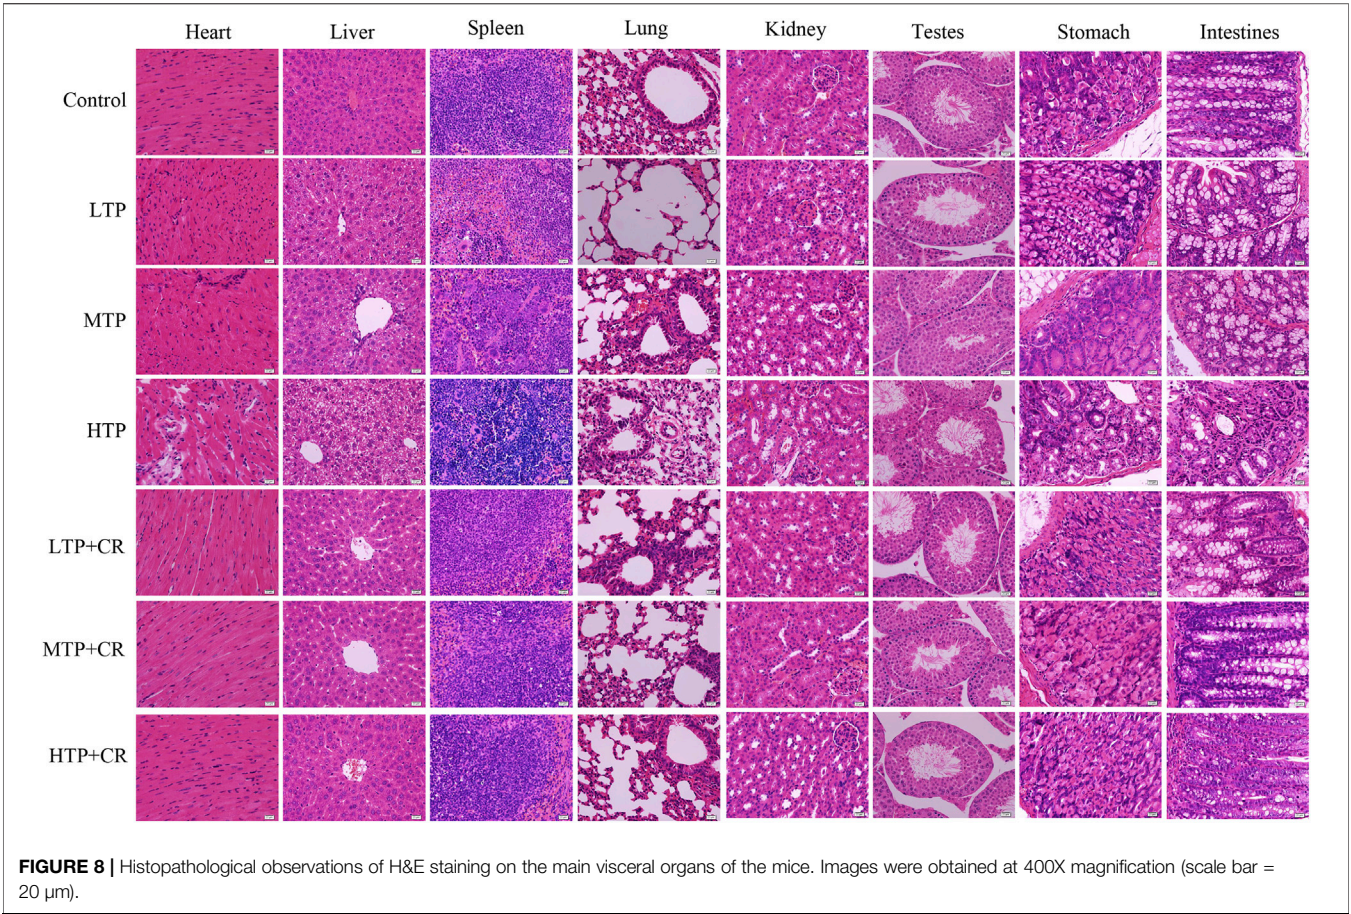 Heart Liver Spleen Lung Kidney Testes Stomach Intestines
Control
LTP
MTP
HTP
LTP+CR
MTP+CR
HTP+CR
FIGURE 8 | Histopathological observations of H&E staining on the main visceral organs of the mice. Images were obtained at 400X magnification (scale bar =
20 µm).